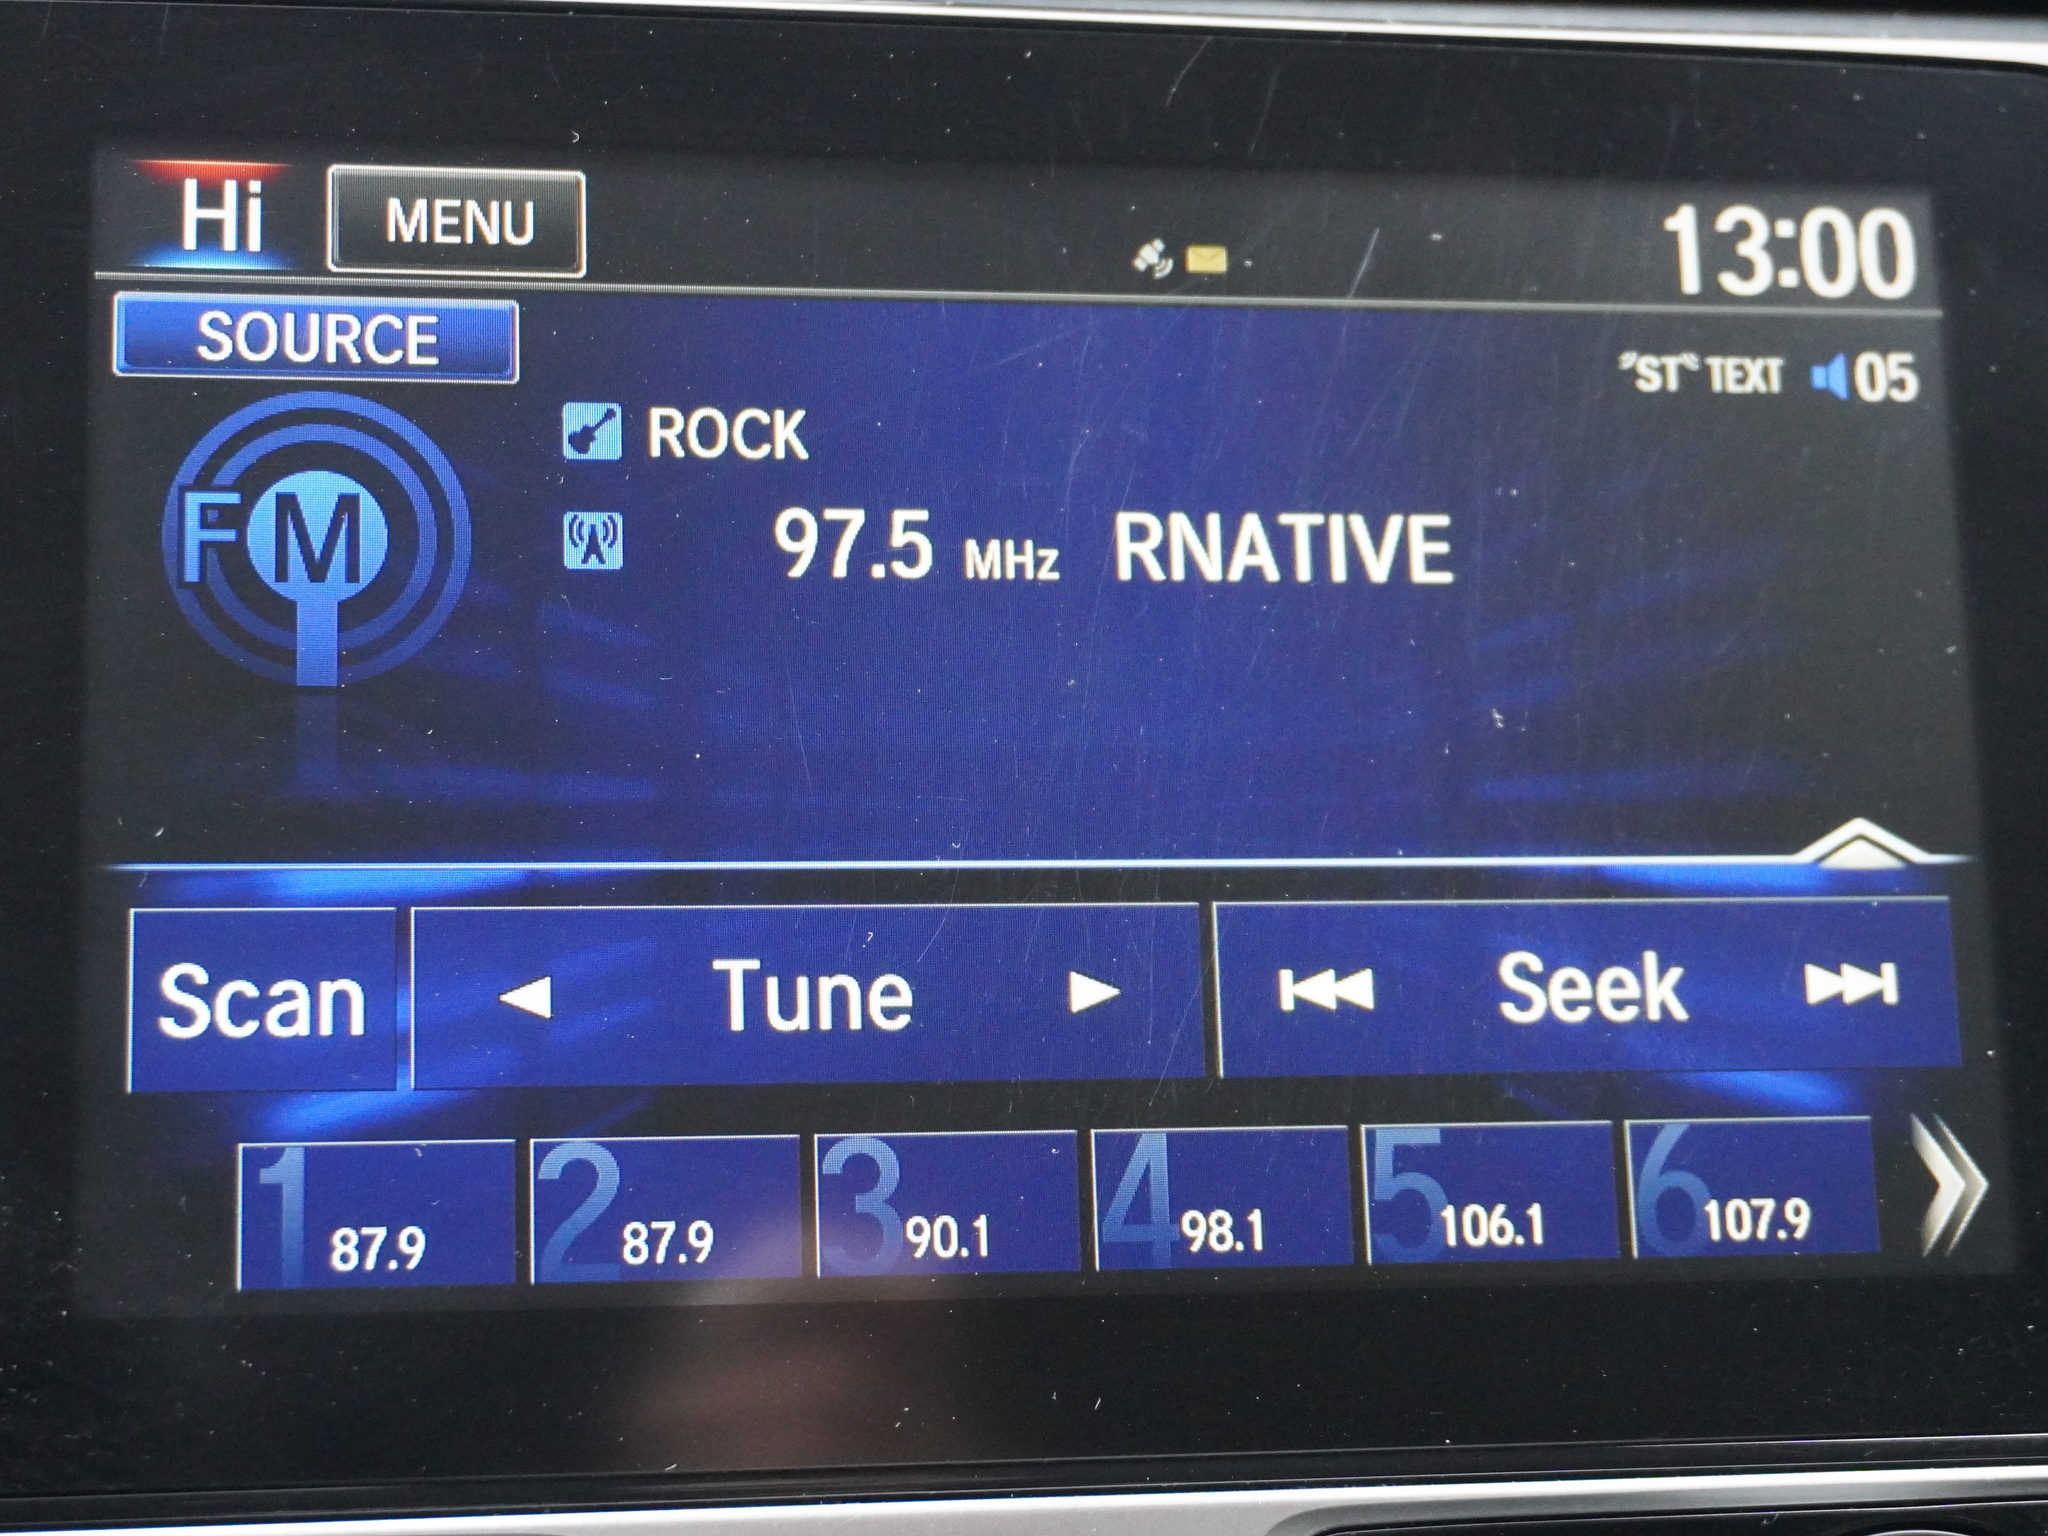 Hi MENU 13:00
SOURCE
"ST" TEXT 05
ROCK
FM 97.5 MHz RNATIVE
Scan Tune Seek
1 87.9 2 87.9 3 90.1 4 98.1 5 106.1 6 107.9